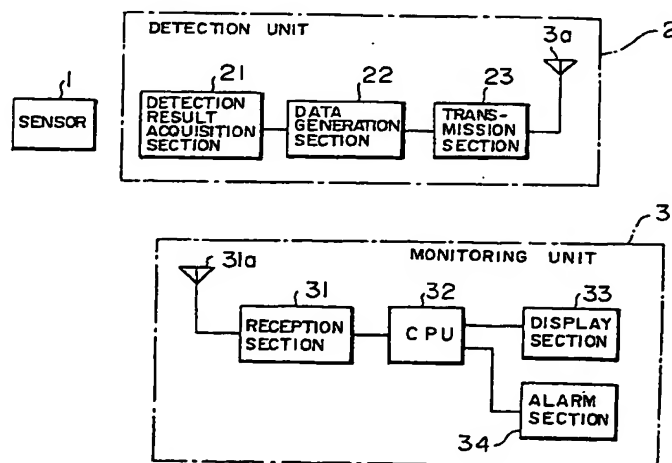 DETECTION UNIT
2
3a
1
SENSOR
21
DETECTION
RESULT
ACQUISITION
SECTION
22
DATA
GENERATION
SECTION
23
TRANS-
MISSION
SECTION
3
MONITORING UNIT
31a
31
RECEPTION
SECTION
32
CPU
33
DISPLAY
SECTION
ALARM
SECTION
34